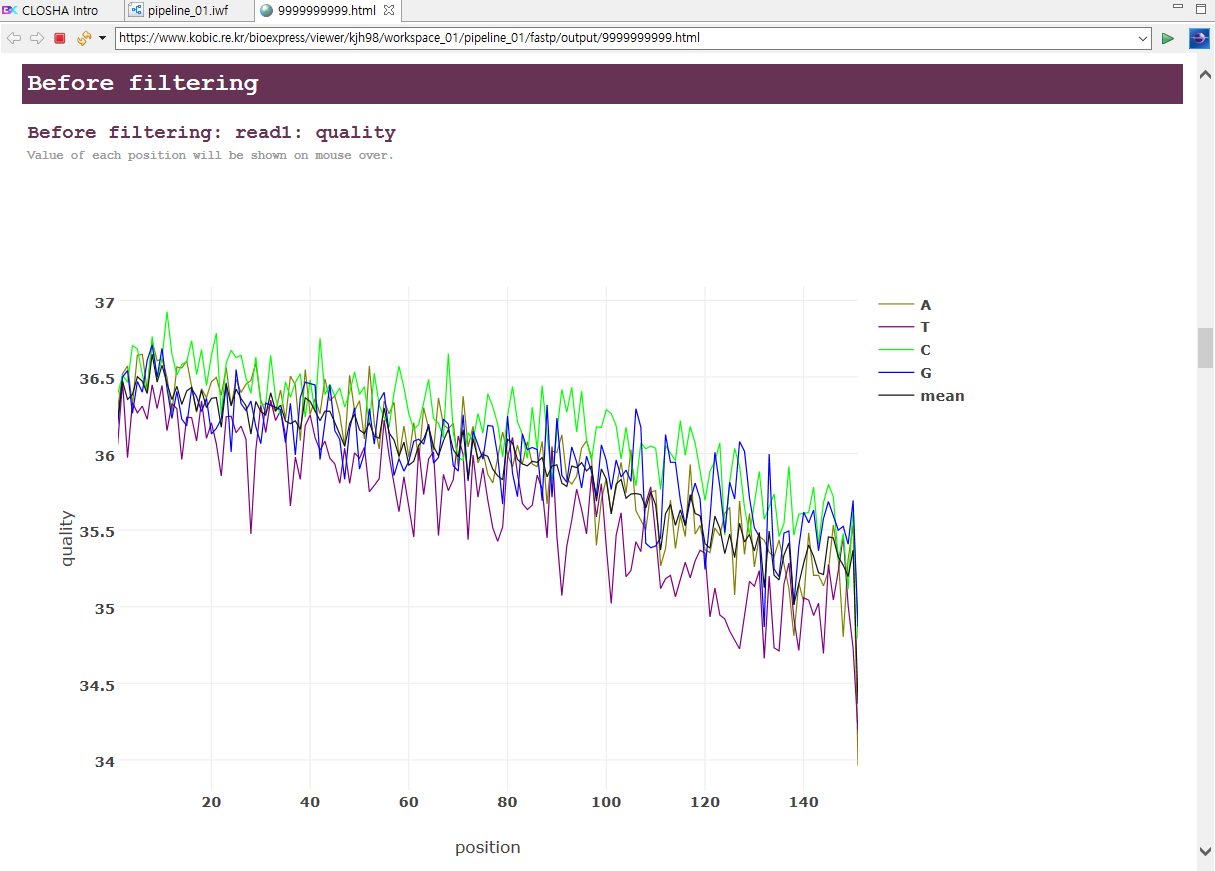 CLOSHA Intro
pipeline_01.iwf
9999999999.html
https://www.kobic.re.kr/bioexpress/viewer/kjh98/workspace_01/pipeline_01/fastp/output/9999999999.html
Before filtering
Before filtering: read1: quality
Value of each position will be shown on mouse over.
37
36.5
36
35.5
35
34.5
34
quality
20 40 60 80 100 120 140
position
A
T
C
G
mean